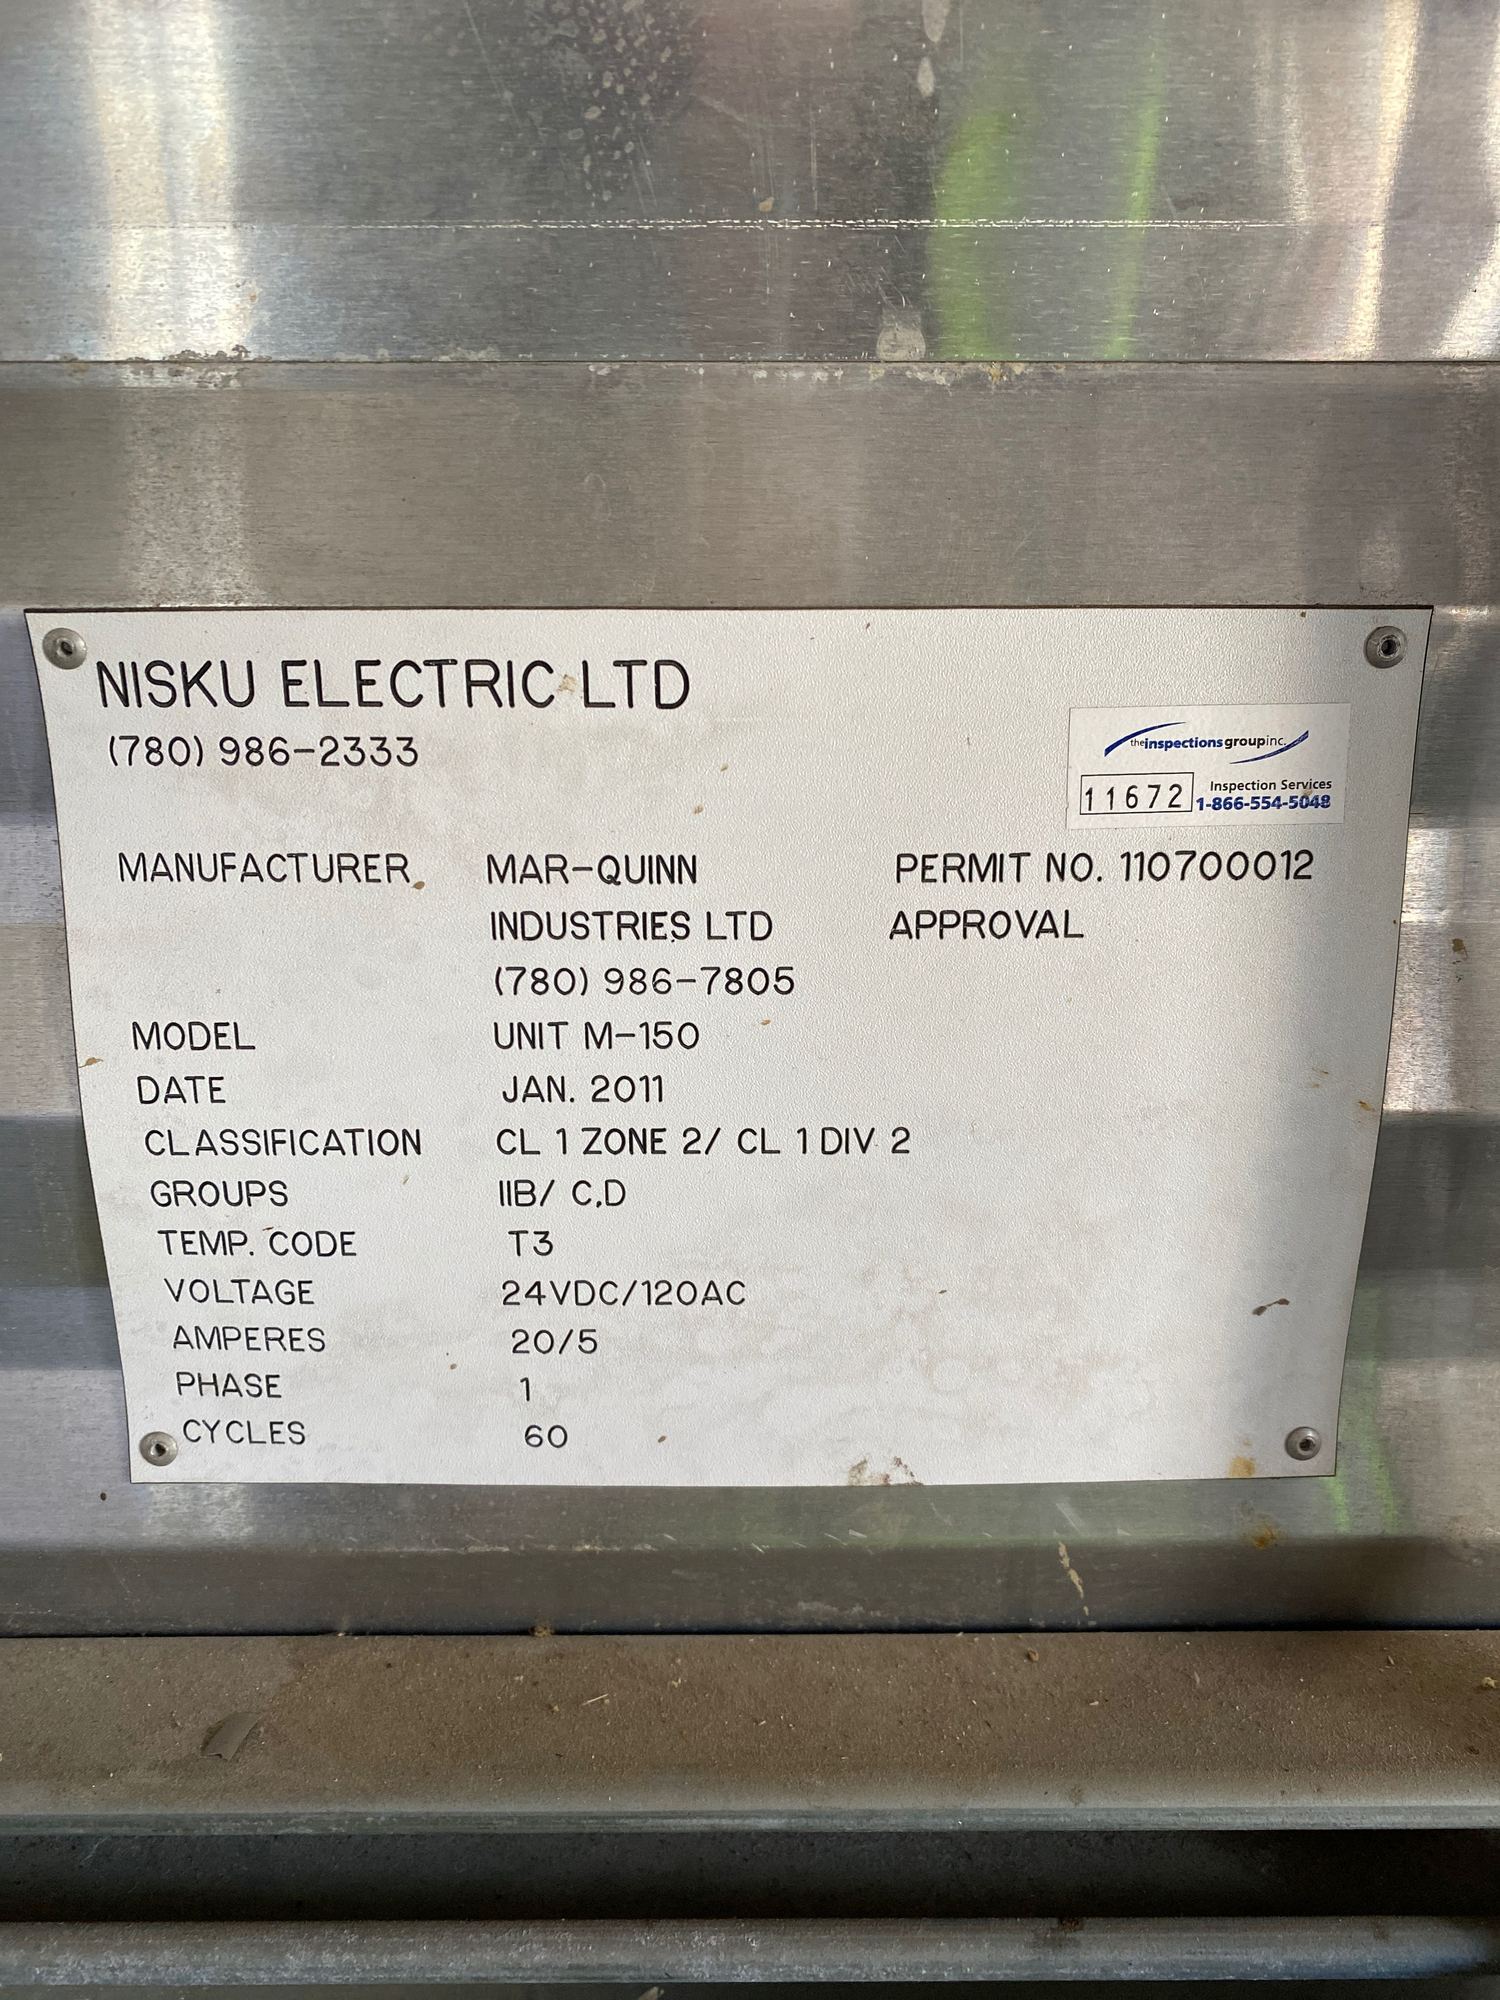 NISKU ELECTRIC LTD
(780) 986-2333
theinspectionsgroupinc.
11672
Inspection Services
1-866-554-5048
MANUFACTURER MAR-QUINN PERMIT NO. 110700012
INDUSTRIES LTD APPROVAL
(780) 986-7805
MODEL UNIT M-150
DATE JAN. 2011
CLASSIFICATION CL 1 ZONE 2/ CL 1 DIV 2
GROUPS IIB/ C,D
TEMP. CODE T3
VOLTAGE 24VDC/120AC
AMPERES 20/5
PHASE 1
CYCLES 60